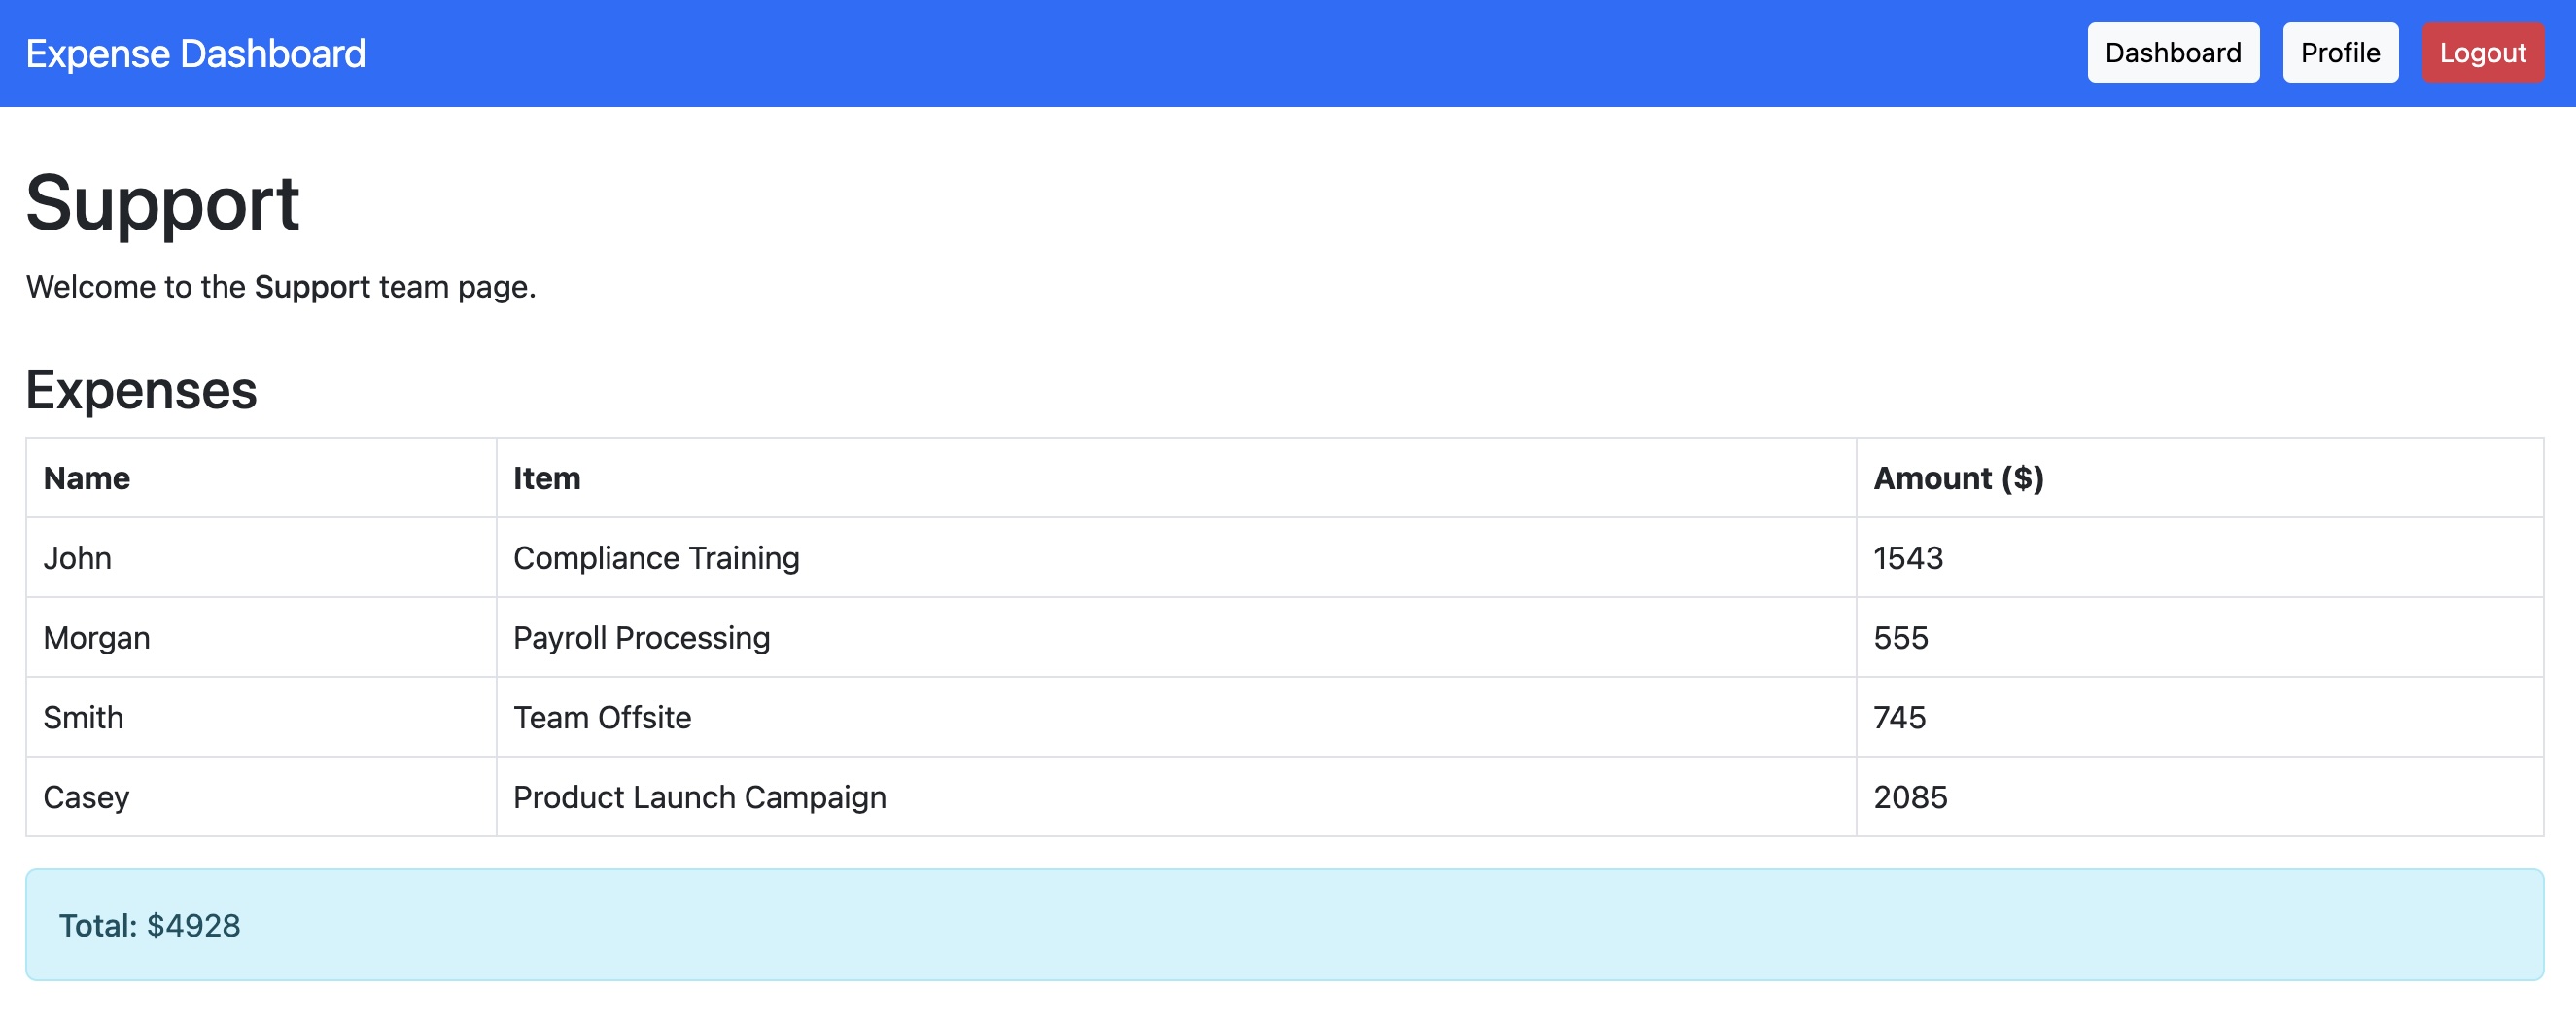 Expense Dashboard Dashboard Profile Logout
Support
Welcome to the Support team page.
Expenses
Name Item Amount ($)
John Compliance Training 1543
Morgan Payroll Processing 555
Smith Team Offsite 745
Casey Product Launch Campaign 2085
Total: $4928